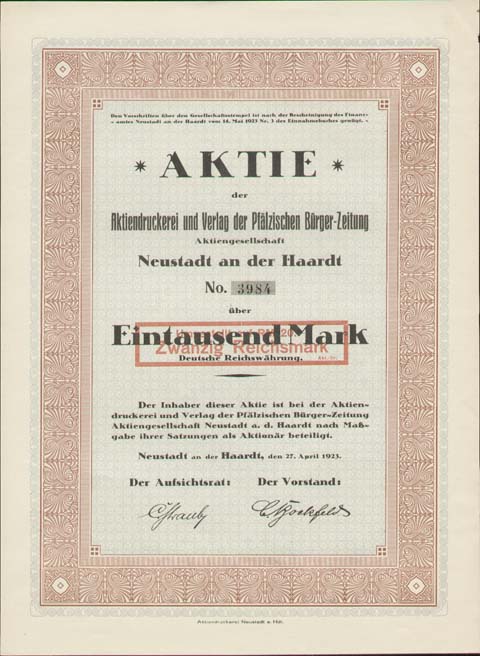 Den Vorschriften über den Gesellschaftsstempel ist nach der Bescheinigung des Finanz-
amtes Neustadt an der Haardt vom 14. Mai 1923 Nr. 3 des Einnahmebuches genügt.
* AKTIE *
der
Aktiendruckerei und Verlag der Pfälzischen Bürger-Zeitung
Aktiengesellschaft
Neustadt an der Haardt
No. 3984
über
Eintausend Mark
Zwanzig Reichsmark
Deutsche Reichswährung.
Der Inhaber dieser Aktie ist bei der Aktien-
druckerei und Verlag der Pfälzischen Bürger-Zeitung
Aktiengesellschaft Neustadt a. d. Haardt nach Maß-
gabe ihrer Satzungen als Aktionär beteiligt.
Neustadt an der Haardt, den 27. April 1923.
Der Aufsichtsrat: Der Vorstand:
Aktiendruckerei Neustadt a. Hdt.